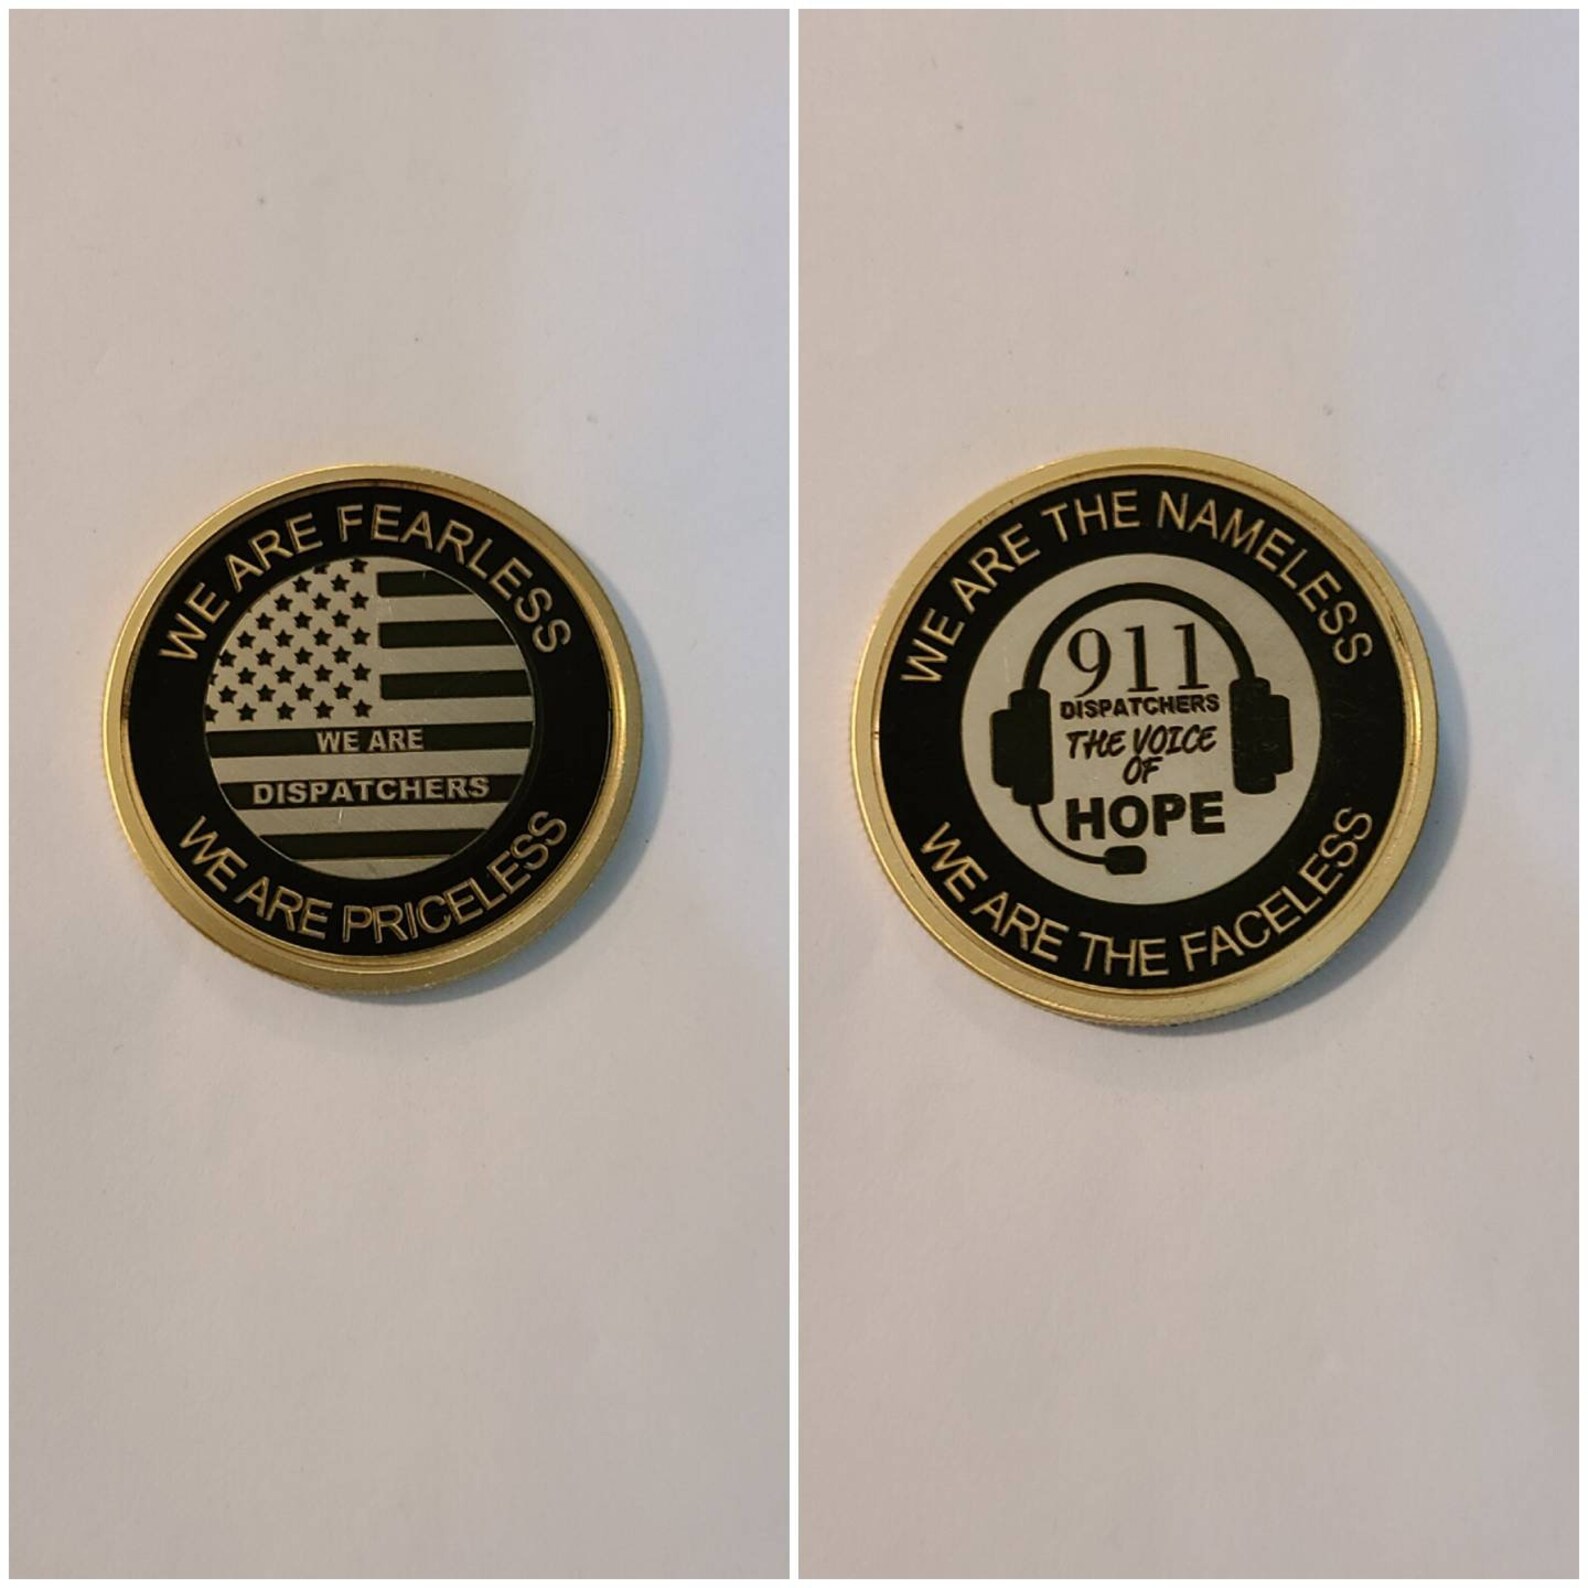 WE ARE FEARLESS
WE ARE
DISPATCHERS
WE ARE PRICELESS
WE ARE THE NAMELESS
911
DISPATCHERS
THE VOICE
OF
HOPE
WE ARE THE FACELESS